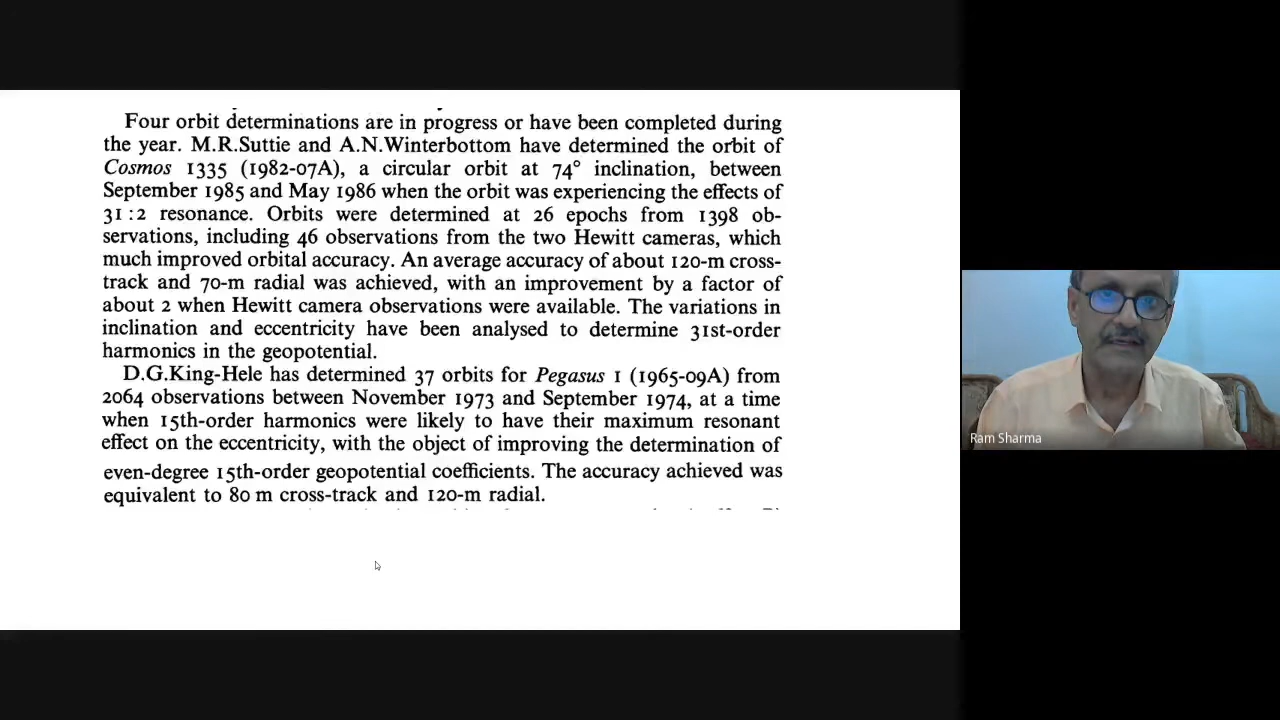 Four orbit determinations are in progress or have been completed during
the year. M.R.Suttie and A.N.Winterbottom have determined the orbit of
Cosmos 1335 (1982-07A), a circular orbit at 74° inclination, between
September 1985 and May 1986 when the orbit was experiencing the effects of
31:2 resonance. Orbits were determined at 26 epochs from 1398 ob-
servations, including 46 observations from the two Hewitt cameras, which
much improved orbital accuracy. An average accuracy of about 120-m cross-
track and 70-m radial was achieved, with an improvement by a factor of
about 2 when Hewitt camera observations were available. The variations in
inclination and eccentricity have been analysed to determine 31st-order
harmonics in the geopotential.
D.G.King-Hele has determined 37 orbits for Pegasus 1 (1965-09A) from
2064 observations between November 1973 and September 1974, at a time
when 15th-order harmonics were likely to have their maximum resonant
effect on the eccentricity, with the object of improving the determination of
even-degree 15th-order geopotential coefficients. The accuracy achieved was
equivalent to 80 m cross-track and 120-m radial.
Ram Sharma